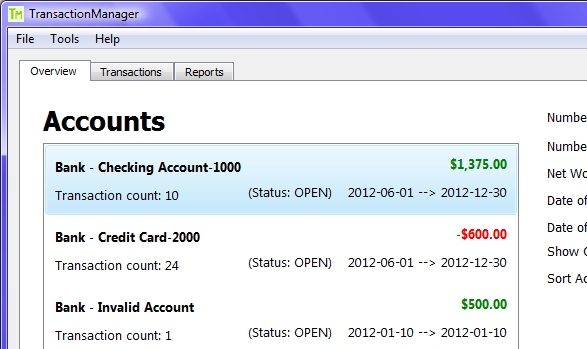 TM TransactionManager
File Tools Help
Overview Transactions Reports
Accounts
Bank - Checking Account-1000 $1,375.00
Transaction count: 10 (Status: OPEN) 2012-06-01 --> 2012-12-30
Bank - Credit Card-2000 -$600.00
Transaction count: 24 (Status: OPEN) 2012-06-01 --> 2012-12-30
Bank - Invalid Account $500.00
Transaction count: 1 (Status: OPEN) 2012-01-10 --> 2012-01-10
Numbe
Numbe
Net Wo
Date of
Date of
Show
Sort Ac